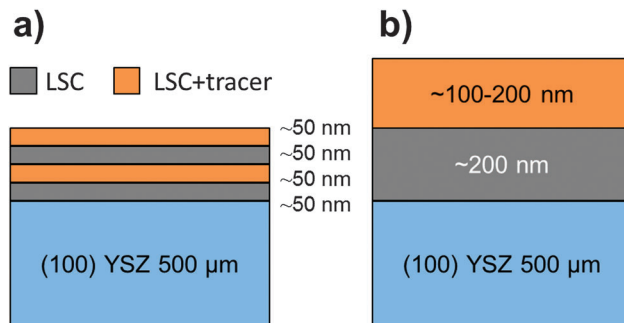 a)
b)
LSC
LSC+tracer
~50 nm
~50 nm
~50 nm
~50 nm
(100) YSZ 500 µm
~100-200 nm
~200 nm
(100) YSZ 500 µm